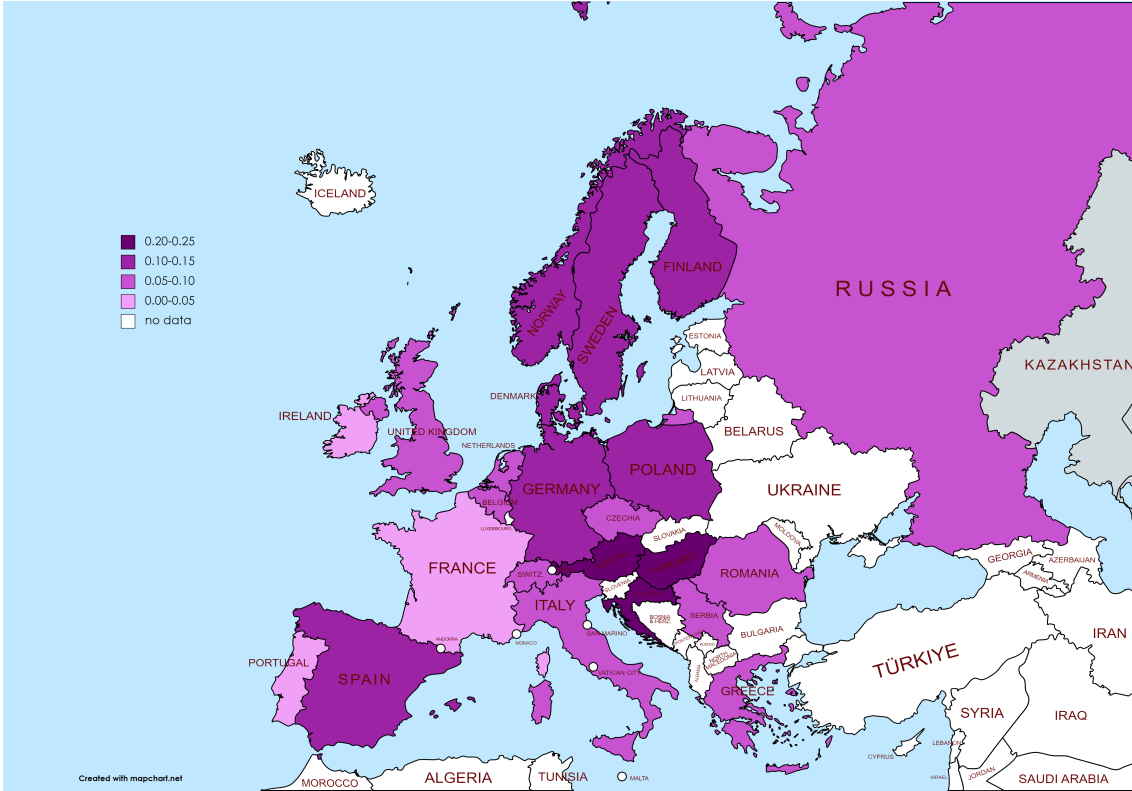 ICELAND
0.20-0.25
0.10-0.15
0.05-0.10
0.00-0.05
no data
FINLAND
NORWAY
SWEDEN
RUSSIA
ESTONIA
LATVIA
LITHUANIA
KAZAKHSTAN
DENMARK
IRELAND
UNITED KINGDOM
NETHERLANDS
BELARUS
POLAND
GERMANY
UKRAINE
BELGIUM
LUXEMBOURG
CZECHIA
SLOVAKIA
MOLDOVA
FRANCE
SWITZ.
ITALY
SLOVENIA
ROMANIA
GEORGIA
AZERBAIJAN
ARMENIA
BOSNIA
& HERZ.
SERBIA
BULGARIA
SAN MARINO
MONACO
ANDORRA
PORTUGAL
SPAIN
VATICAN CITY
NORTH
MACEDONIA
ALBANIA
GREECE
TÜRKIYE
IRAN
SYRIA
IRAQ
CYPRUS
LEBANON
ISRAEL
JORDAN
SAUDI ARABIA
MALTA
TUNISIA
ALGERIA
MOROCCO
Created with mapchart.net